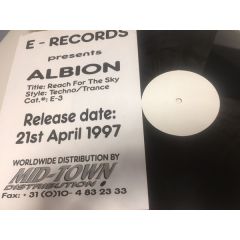 E - RECORDS
presents
ALBION
Title: Reach For The Sky
Style: Techno/Trance
Cat.#: E-3
Release date:
21st April 1997
WORLDWIDE DISTRIBUTION BY
MID-TOWN
DISTRIBUTION
Fax: + 31 (0)10- 4 83 23 33